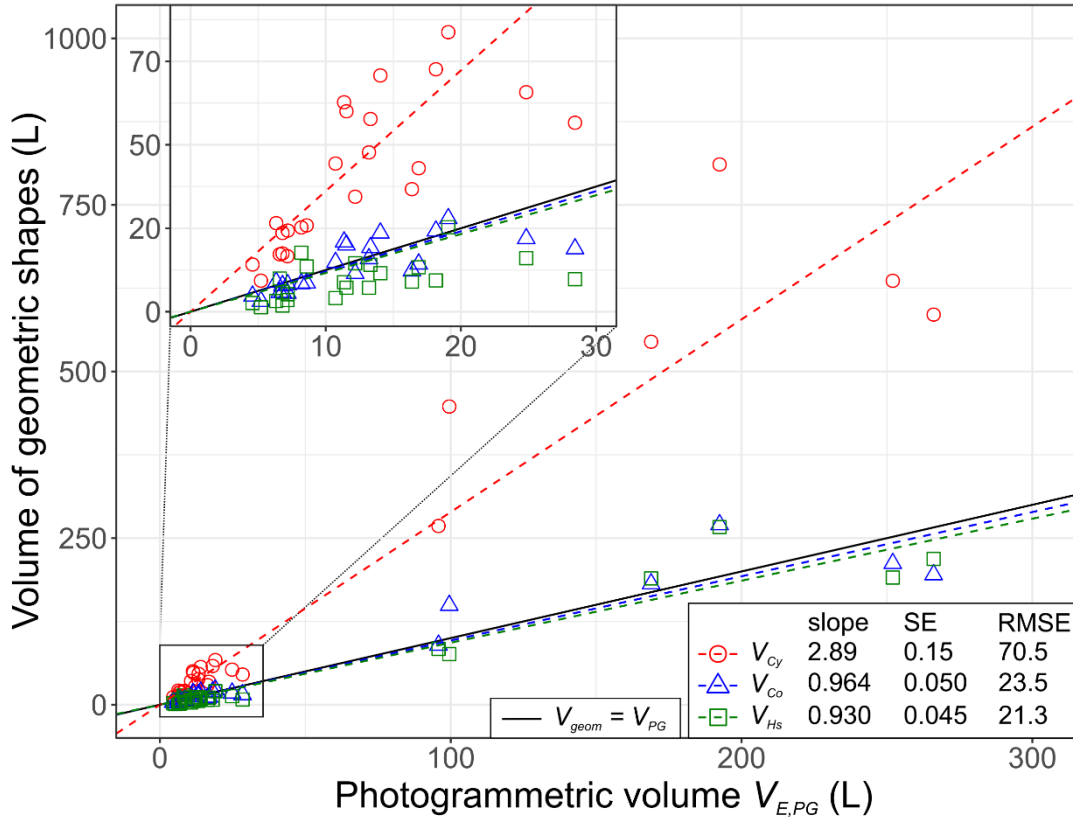 Volume of geometric shapes (L)
1000
750
500
250
0
70
50
20
0
0 10 20 30
slope SE RMSE
V_Cy 2.89 0.15 70.5
V_Co 0.964 0.050 23.5
V_Hs 0.930 0.045 21.3
V_geom = V_PG
0 100 200 300
Photogrammetric volume V_E,PG (L)